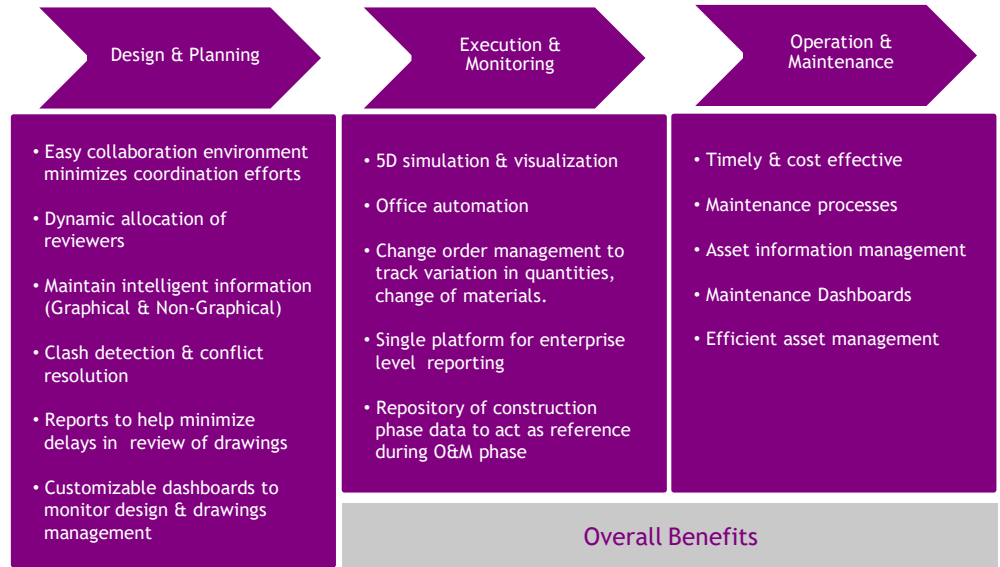 Design & Planning
Execution &
Monitoring
Operation &
Maintenance
• Easy collaboration environment
minimizes coordination efforts
• Dynamic allocation of
reviewers
• Maintain intelligent information
(Graphical & Non-Graphical)
• Clash detection & conflict
resolution
• Reports to help minimize
delays in review of drawings
• Customizable dashboards to
monitor design & drawings
management
• 5D simulation & visualization
• Office automation
• Change order management to
track variation in quantities,
change of materials.
• Single platform for enterprise
level reporting
• Repository of construction
phase data to act as reference
during O&M phase
• Timely & cost effective
• Maintenance processes
• Asset information management
• Maintenance Dashboards
• Efficient asset management
Overall Benefits